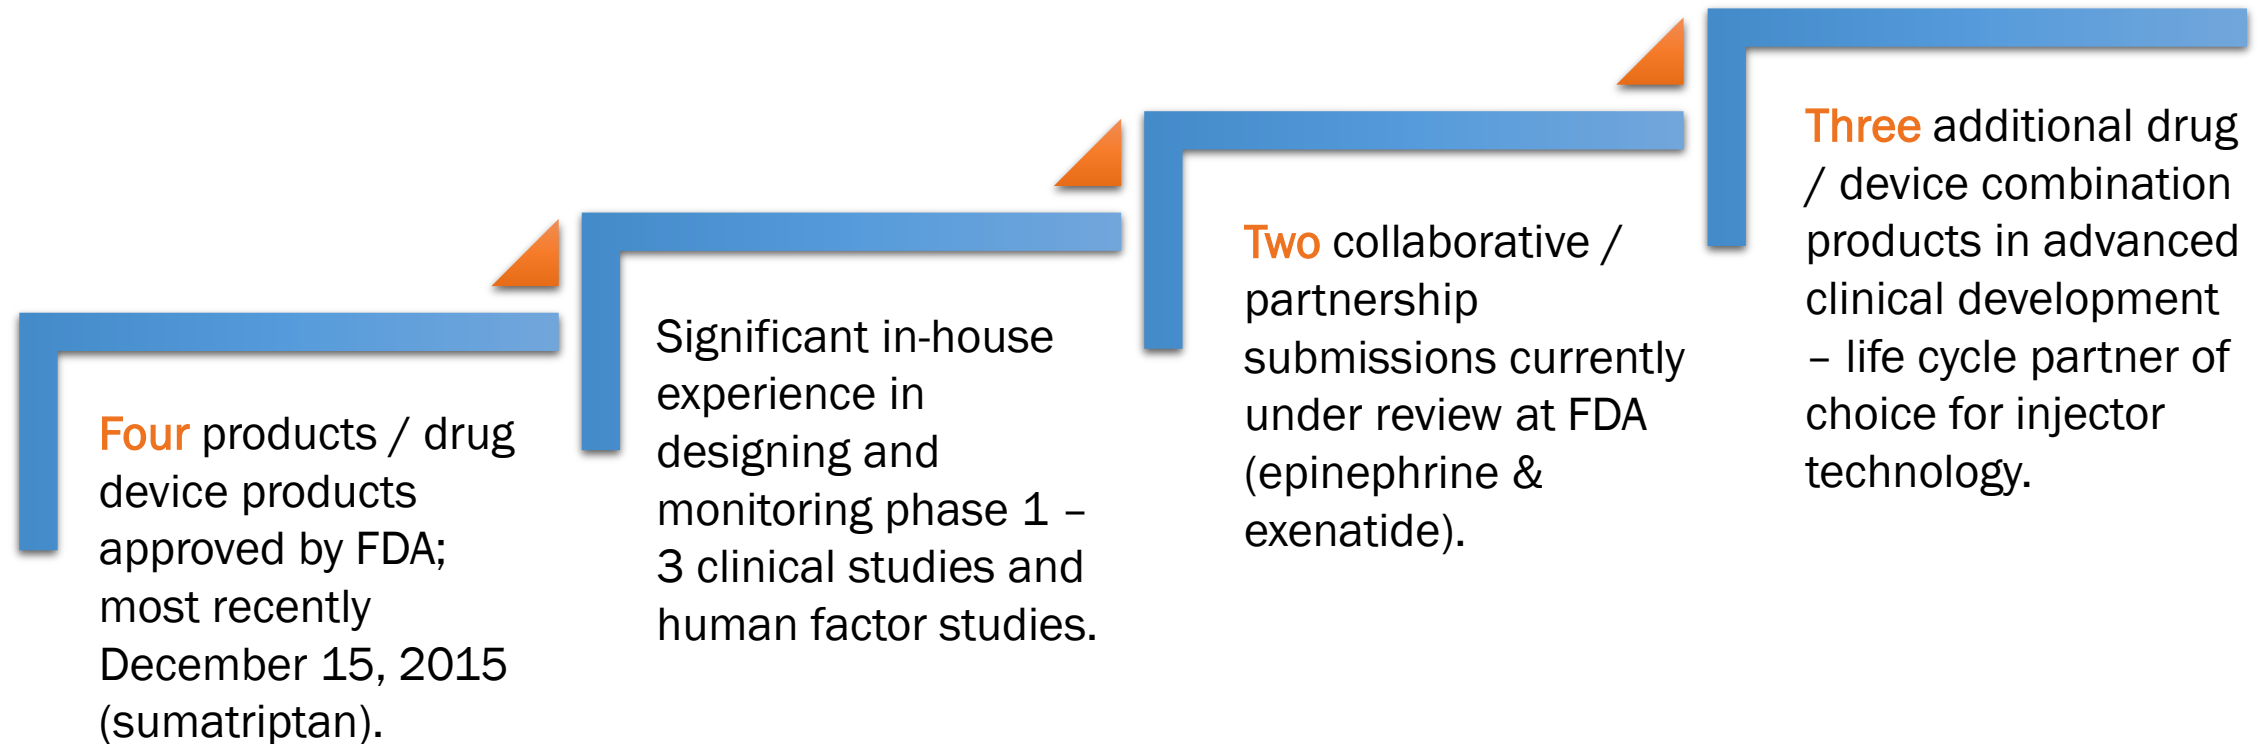 Four products / drug
device products
approved by FDA;
most recently
December 15, 2015
(sumatriptan).
Significant in-house
experience in
designing and
monitoring phase 1 –
3 clinical studies and
human factor studies.
Two collaborative /
partnership
submissions currently
under review at FDA
(epinephrine &
exenatide).
Three additional drug
/ device combination
products in advanced
clinical development
– life cycle partner of
choice for injector
technology.